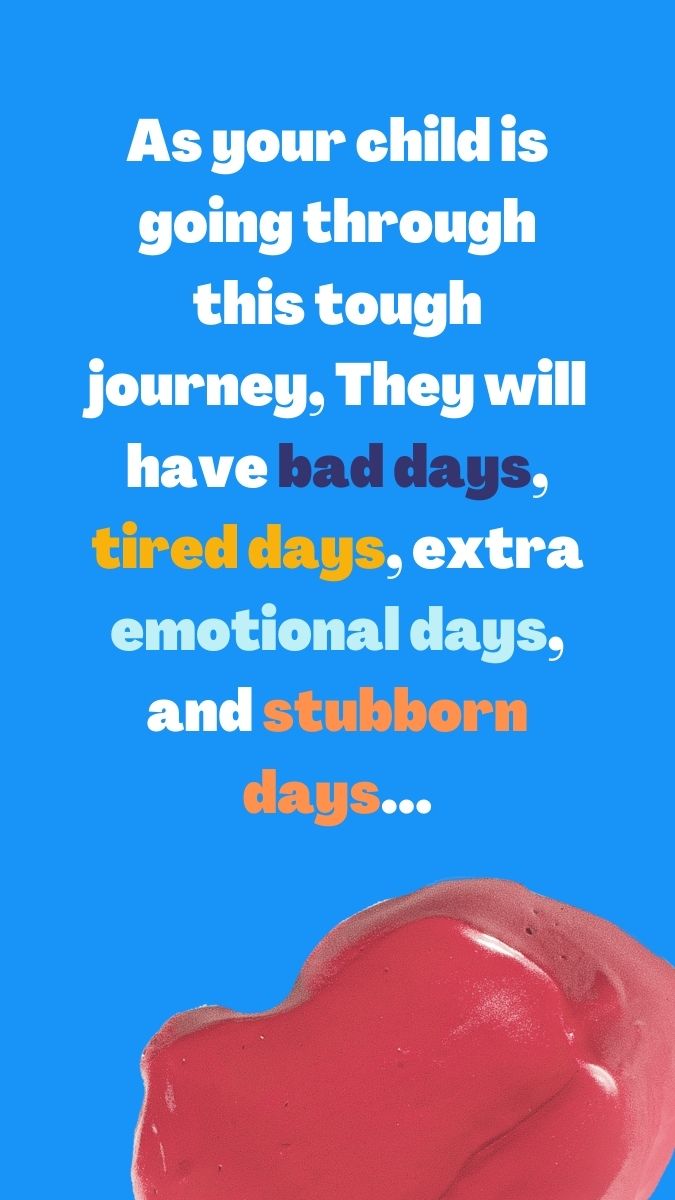 As your child is
going through
this tough
journey, They will
have bad days,
tired days, extra
emotional days,
and stubborn
days...